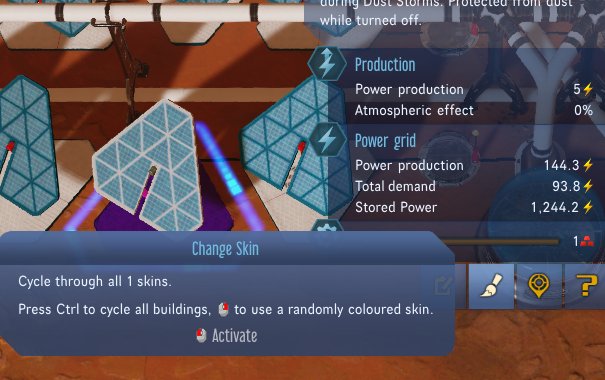 during Dust Storms. Protected from dust
while turned off.
Production
Power production 5
Atmospheric effect 0%
Power grid
Power production 144.3
Total demand 93.8
Stored Power 1,244.2
1
Change Skin
Cycle through all 1 skins.
Press Ctrl to cycle all buildings, to use a randomly coloured skin.
Activate
?